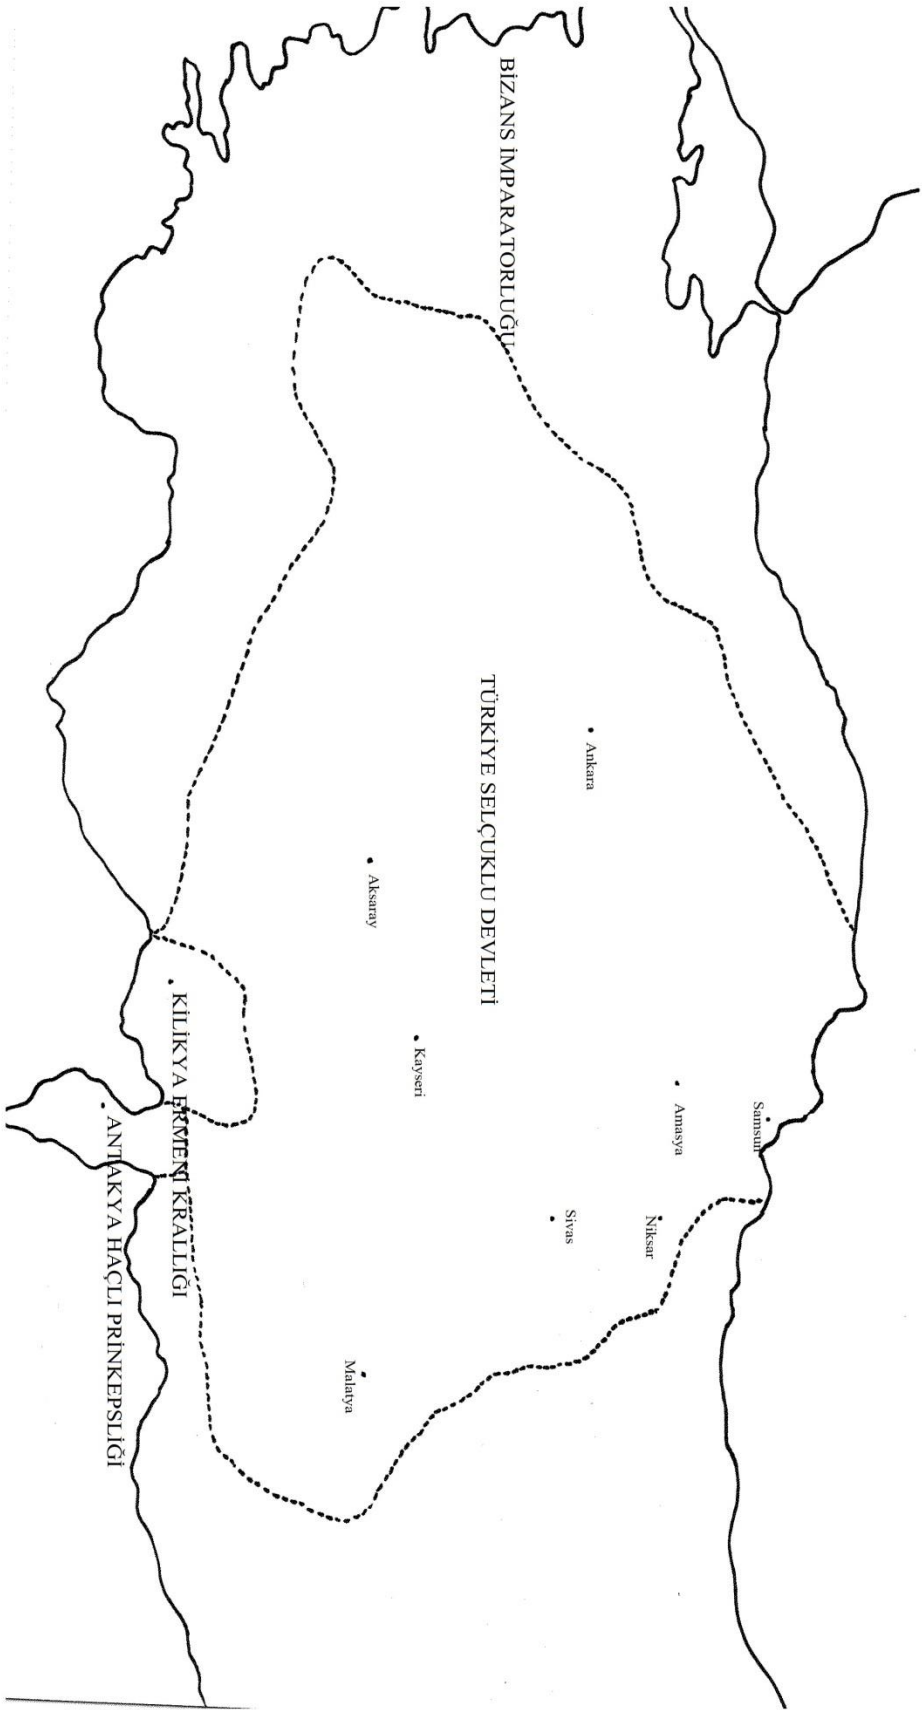 BİZANS İMPARATORLUĞU
TÜRKİYE SELÇUKLU DEVLETİ
Samsun
Amasya
Niksar
Ankara
Sivas
Kayseri
Aksaray
Malatya
KİLİKYA ERMENİ KRALLIĞI
ANTAKYA HAÇLI PRİNKEPSLİĞİ